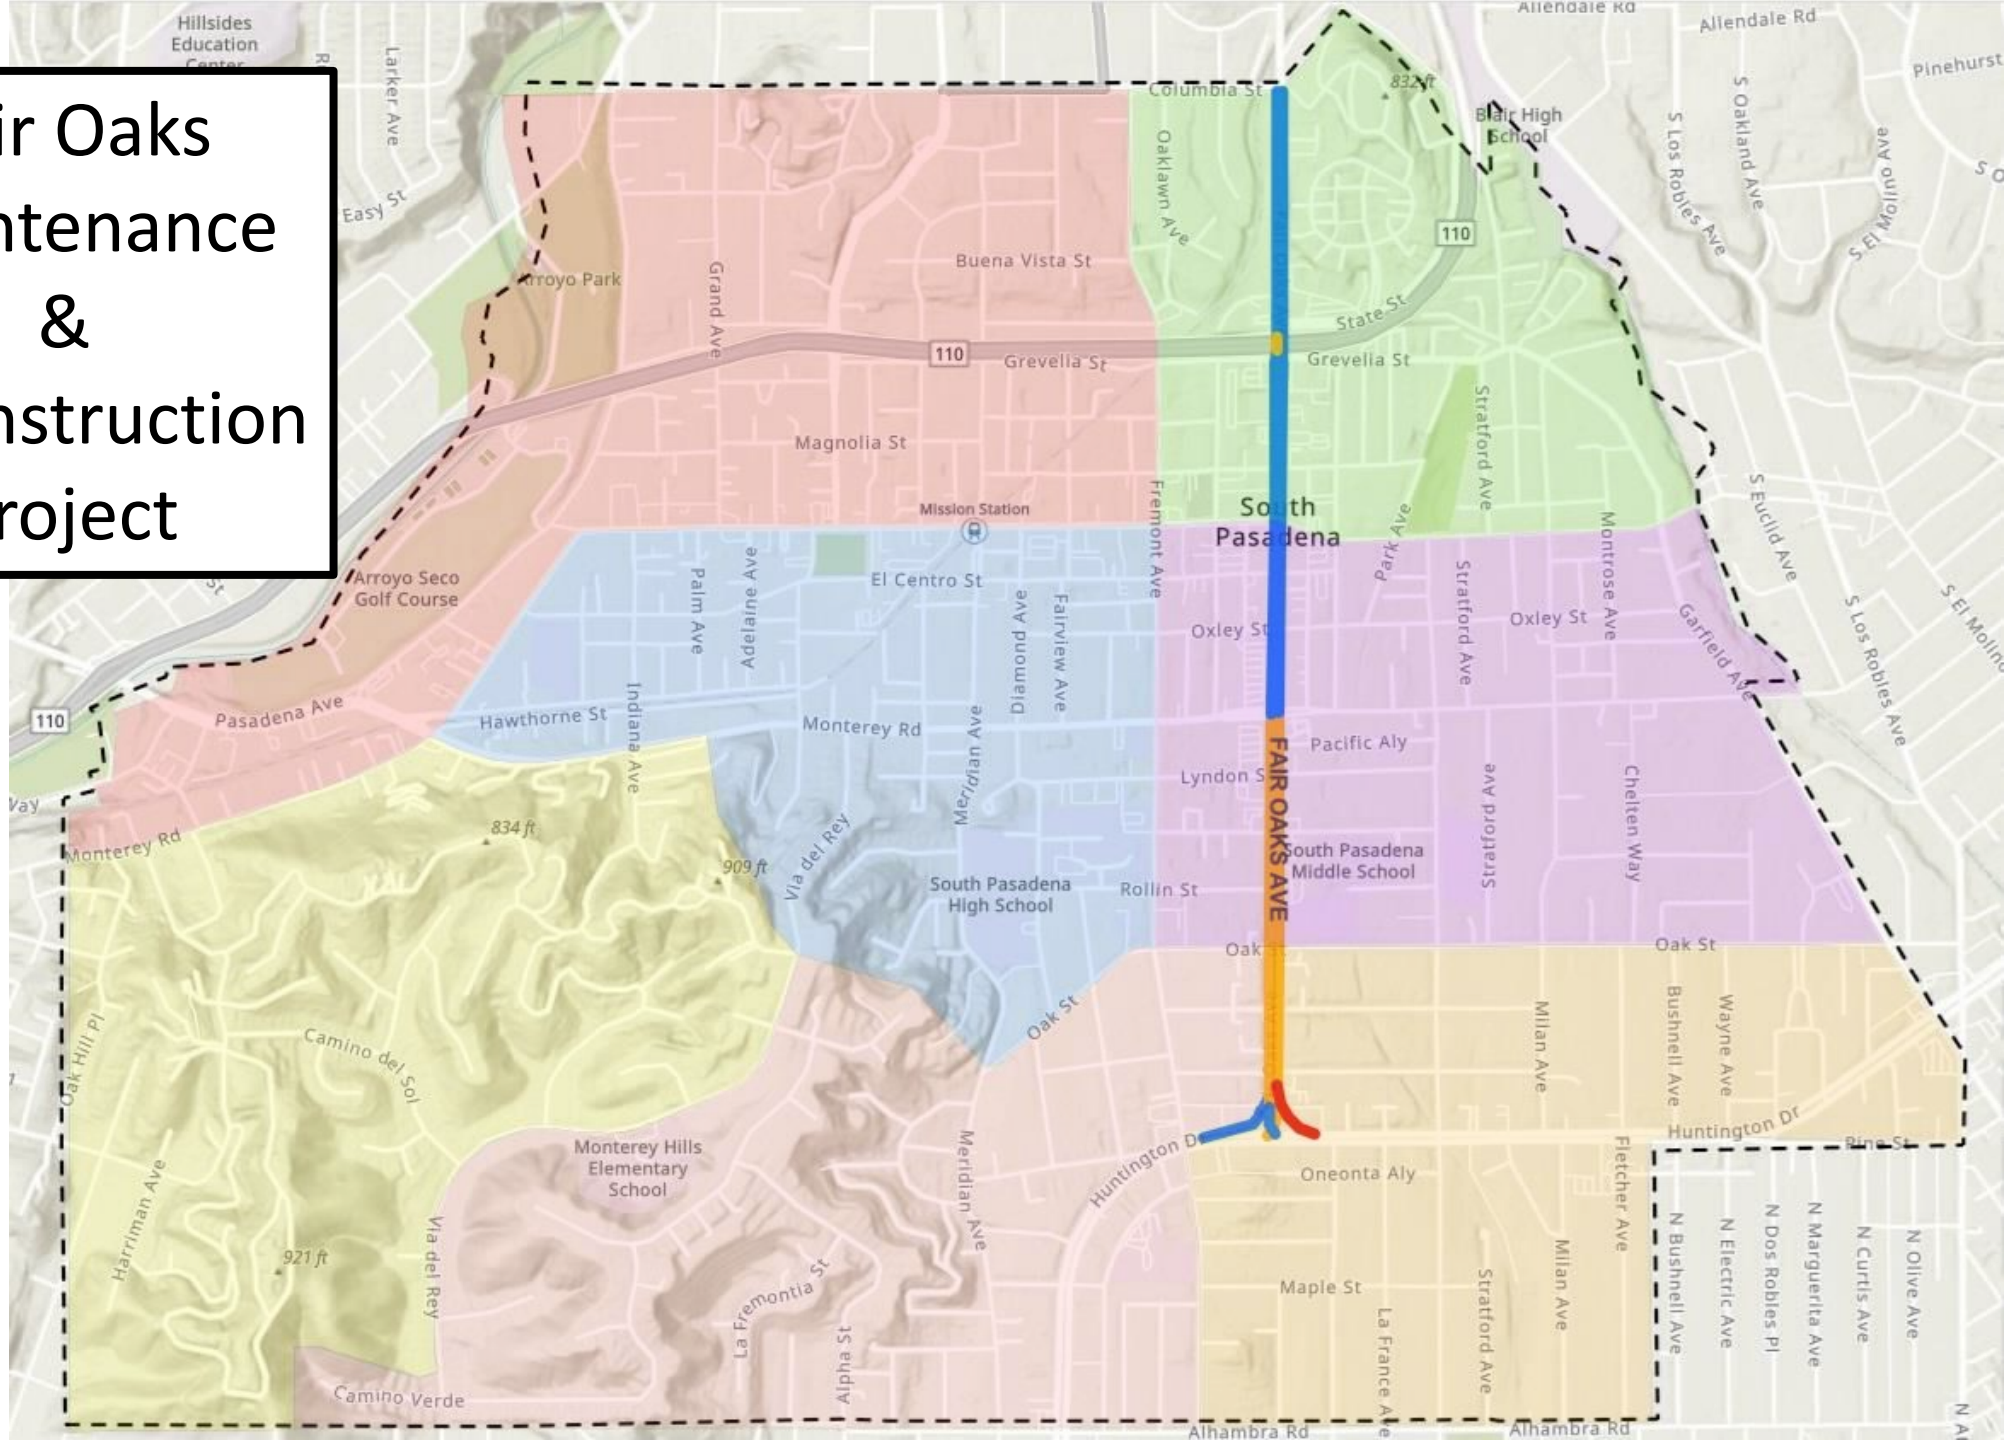 ir Oaks
ntenance
&
nstruction
roject
Hillsides
Education
Center
Larker Ave
Easy St
Allendale Rd
Allendale Rd
Pinehurst
Columbia St
832 ft
Blair High
School
Oaklawn Ave
S Los Robles Ave
S Oakland Ave
S El Molino Ave
Arroyo Park
Grand Ave
Buena Vista St
110
State St
110
Grevelia St
Grevelia St
Magnolia St
Stratford Ave
Mission Station
Fremont Ave
South
Pasadena
Park Ave
Montrose Ave
S Euclid Ave
Arroyo Seco
Golf Course
St
Palm Ave
Adelaine Ave
El Centro St
Diamond Ave
Fairview Ave
Oxley St
Stratford Ave
Oxley St
Garfield Ave
S Los Robles Ave
S El Molino
110
Pasadena Ave
Hawthorne St
Indiana Ave
Monterey Rd
Meridian Ave
Pacific Aly
Lyndon S
FAIR OAKS AVE
Stratford Ave
Chelten Way
Way
Monterey Rd
834 ft
909 ft
Via del Rey
South Pasadena
High School
Rollin St
South Pasadena
Middle School
Oak St
Oak St
Oak St
Oak Hill Pl
Camino del Sol
Milan Ave
Bushnell Ave
Wayne Ave
Huntington Dr
Huntington Dr
Pine St
Monterey Hills
Elementary
School
Meridian Ave
Oneonta Aly
Fletcher Ave
Harriman Ave
921 ft
Via del Rey
La Fremontia St
Alpha St
Maple St
La France Ave
Stratford Ave
Milan Ave
N Bushnell Ave
N Electric Ave
N Dos Robles Pl
N Marguerita Ave
N Curtis Ave
N Olive Ave
Camino Verde
Alhambra Rd
Alhambra Rd